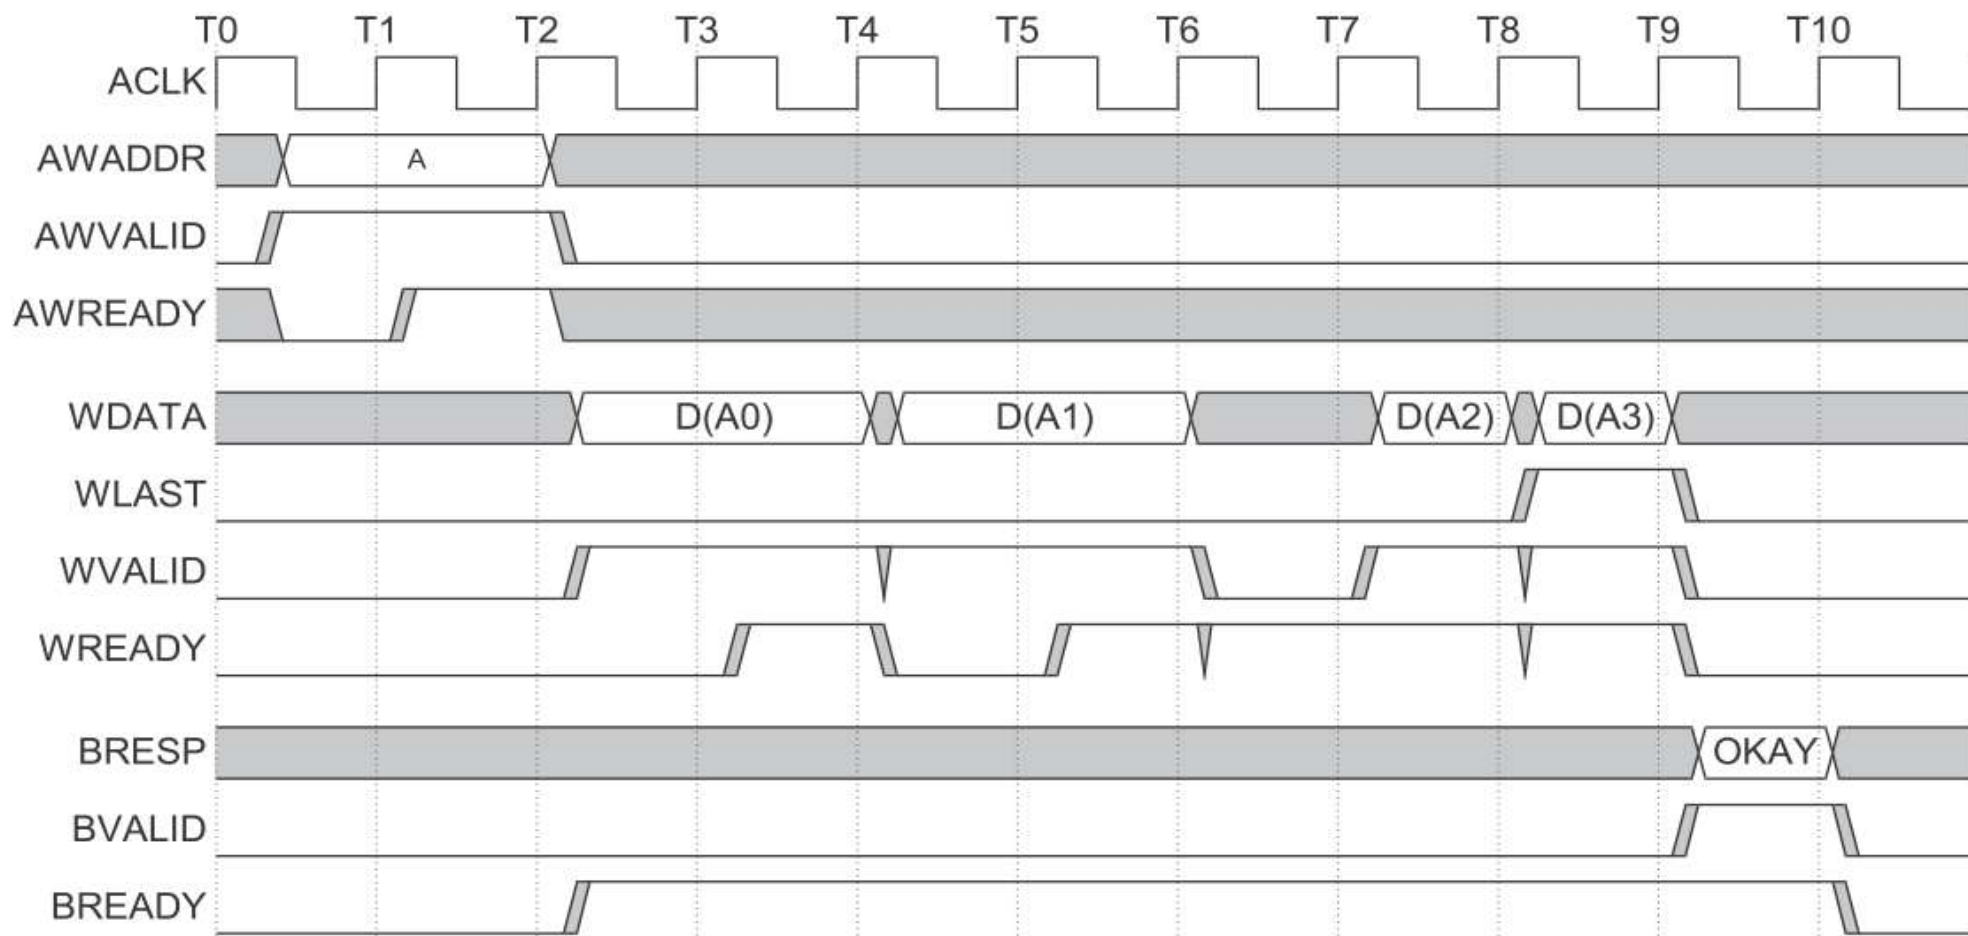 T0 T1 T2 T3 T4 T5 T6 T7 T8 T9 T10
ACLK
AWADDR A
AWVALID
AWREADY
WDATA D(A0) D(A1) D(A2) D(A3)
WLAST
WVALID
WREADY
BRESP OKAY
BVALID
BREADY